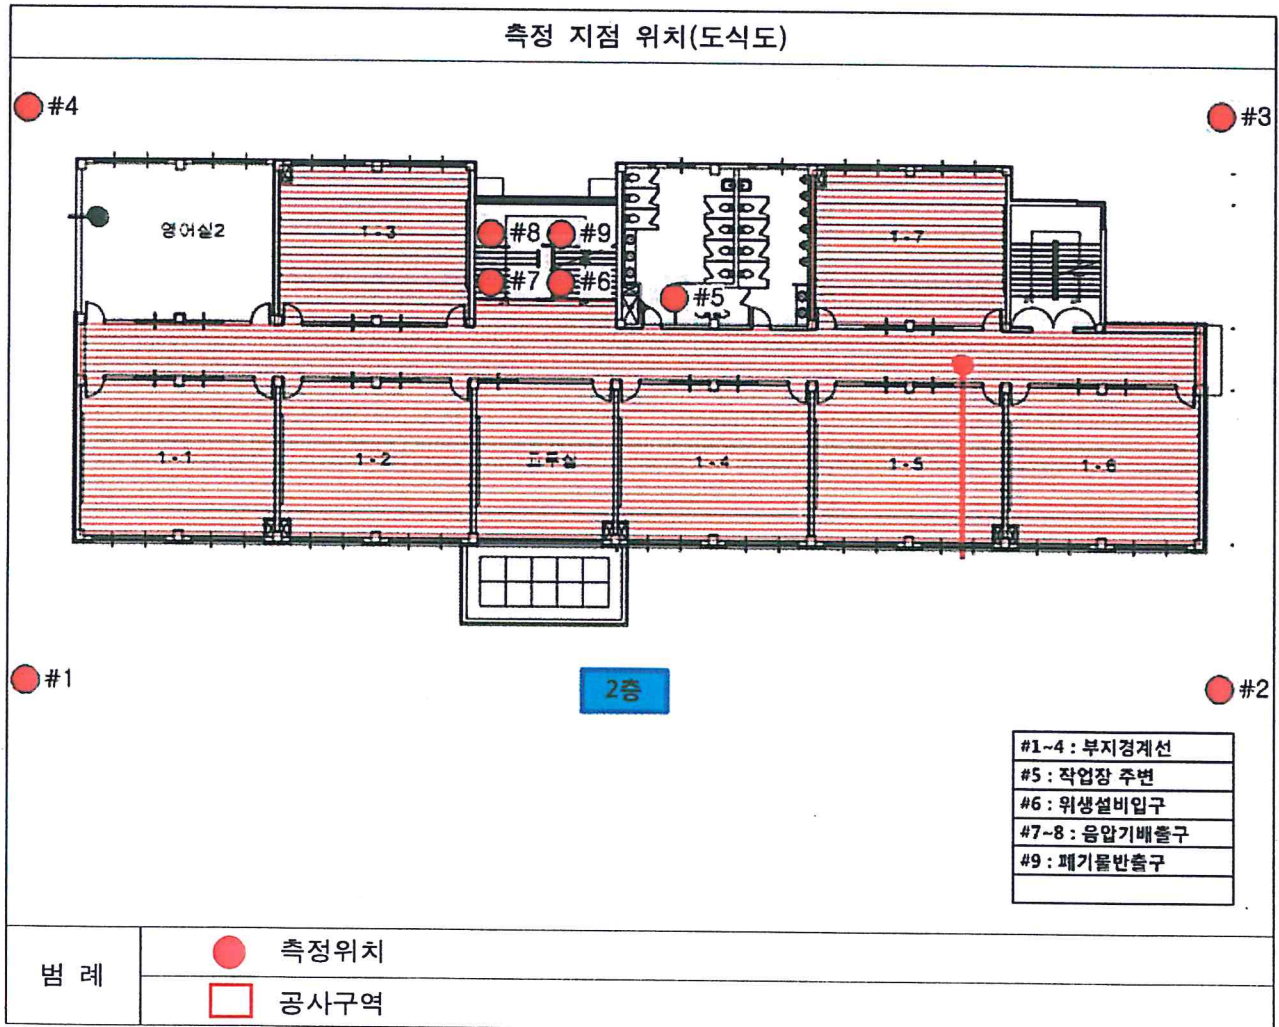 측정 지점 위치(도식도)
#4
#3
영어실2
1-3
#8
#9
1-7
#7
#6
#5
1-1
1-2
교무실
1-4
1-5
1-6
#1
2층
#2
#1~4 : 부지경계선
#5 : 작업장 주변
#6 : 위생설비입구
#7~8 : 음압기배출구
#9 : 폐기물반출구
범 례
측정위치
공사구역